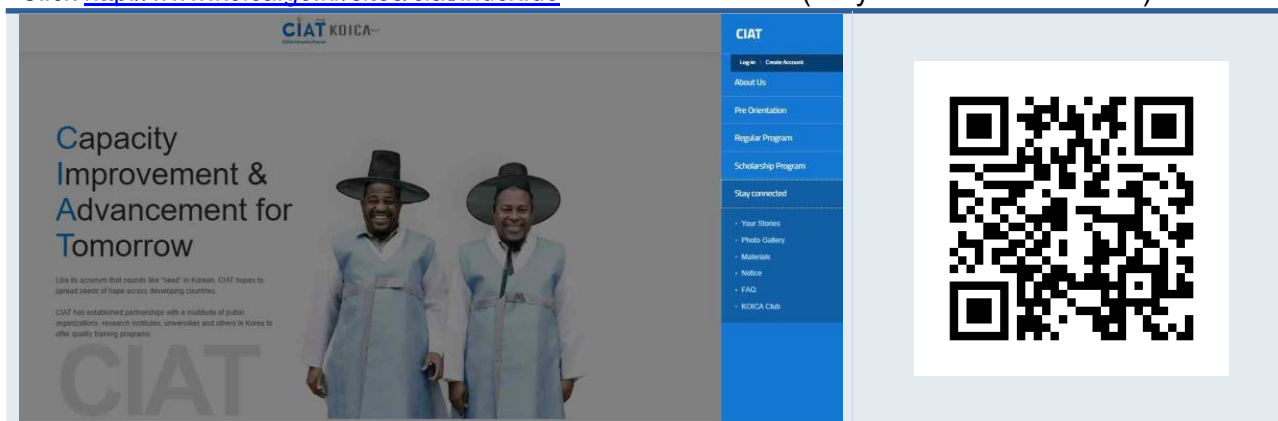 CIAT KOICA
CIAT
Log-in | Create Account
About Us
Pre Orientation
Regular Program
Scholarship Program
Stay connected
- Your Stories
- Photo Gallery
- Materials
- Notice
- FAQ
- KOICA Club
Capacity
Improvement &
Advancement for
Tomorrow
Like its acronym that sounds like "seed" in Korean, CIAT hopes to
spread seeds of hope across developing countries.
CIAT has established partnerships with a multitude of public
organizations, research institutes, universities and others in Korea to
offer quality training programs.
CIAT